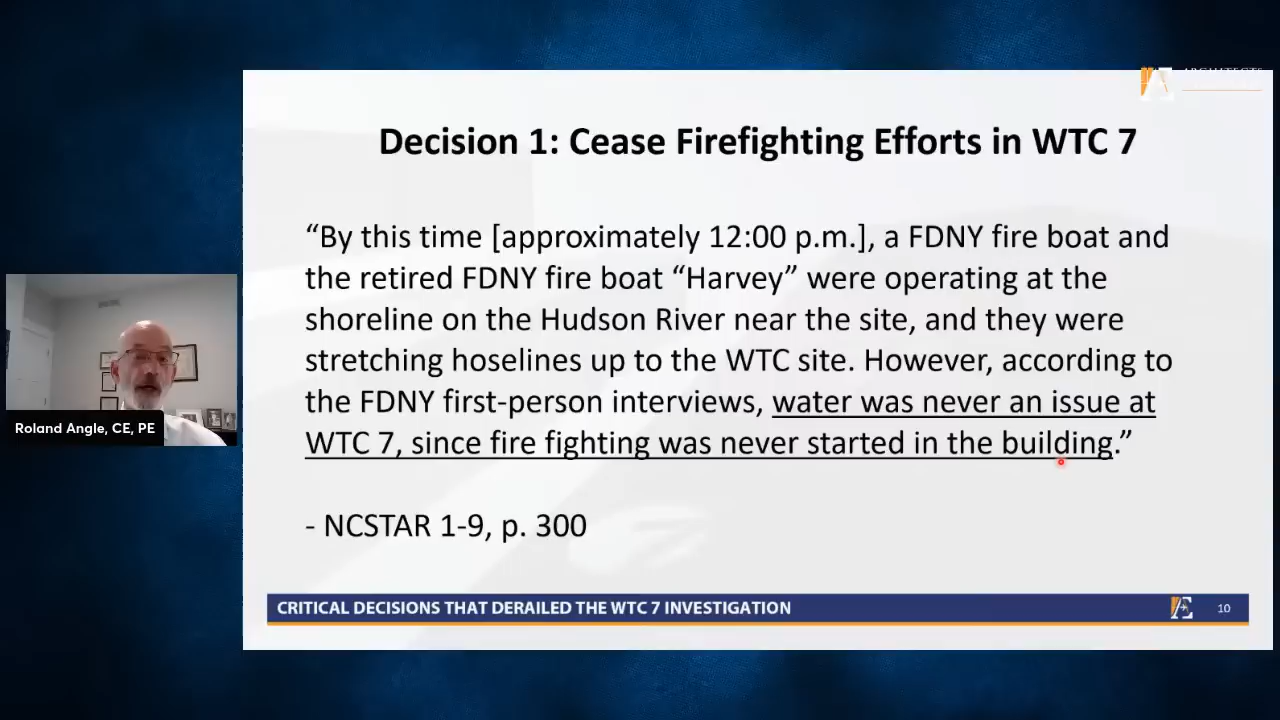 ARCHITECTS
Decision 1: Cease Firefighting Efforts in WTC 7
“By this time [approximately 12:00 p.m.], a FDNY fire boat and
the retired FDNY fire boat “Harvey” were operating at the
shoreline on the Hudson River near the site, and they were
stretching hoselines up to the WTC site. However, according to
the FDNY first-person interviews, water was never an issue at
WTC 7, since fire fighting was never started in the building.”
- NCSTAR 1-9, p. 300
Roland Angle, CE, PE
CRITICAL DECISIONS THAT DERAILED THE WTC 7 INVESTIGATION
10